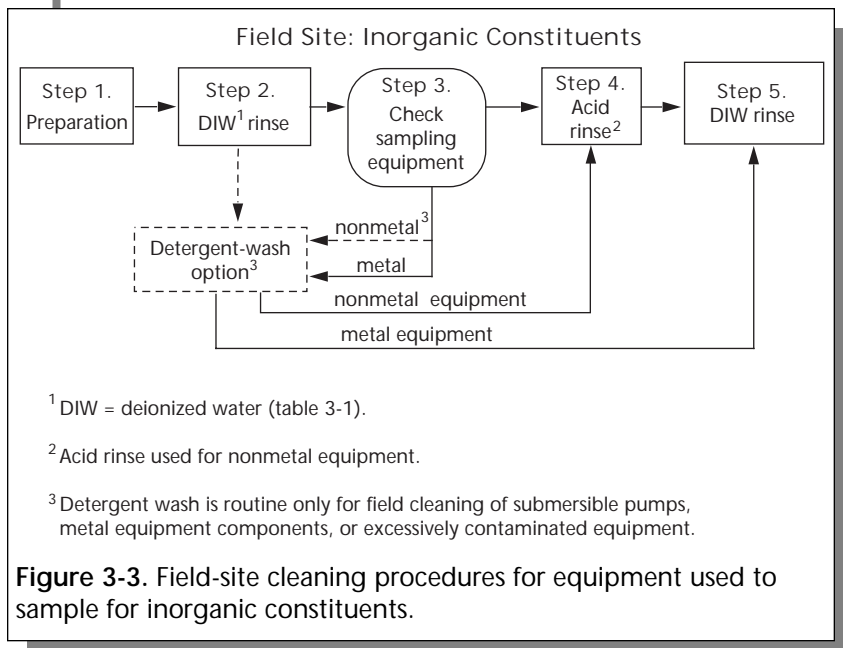 Field Site: Inorganic Constituents
Step 1.
Preparation
Step 2.
DIW¹ rinse
Step 3.
Check
sampling
equipment
Step 4.
Acid
rinse²
Step 5.
DIW rinse
Detergent-wash
option³
nonmetal³
metal
nonmetal equipment
metal equipment
¹ DIW = deionized water (table 3-1).
² Acid rinse used for nonmetal equipment.
³ Detergent wash is routine only for field cleaning of submersible pumps,
metal equipment components, or excessively contaminated equipment.
Figure 3-3. Field-site cleaning procedures for equipment used to
sample for inorganic constituents.